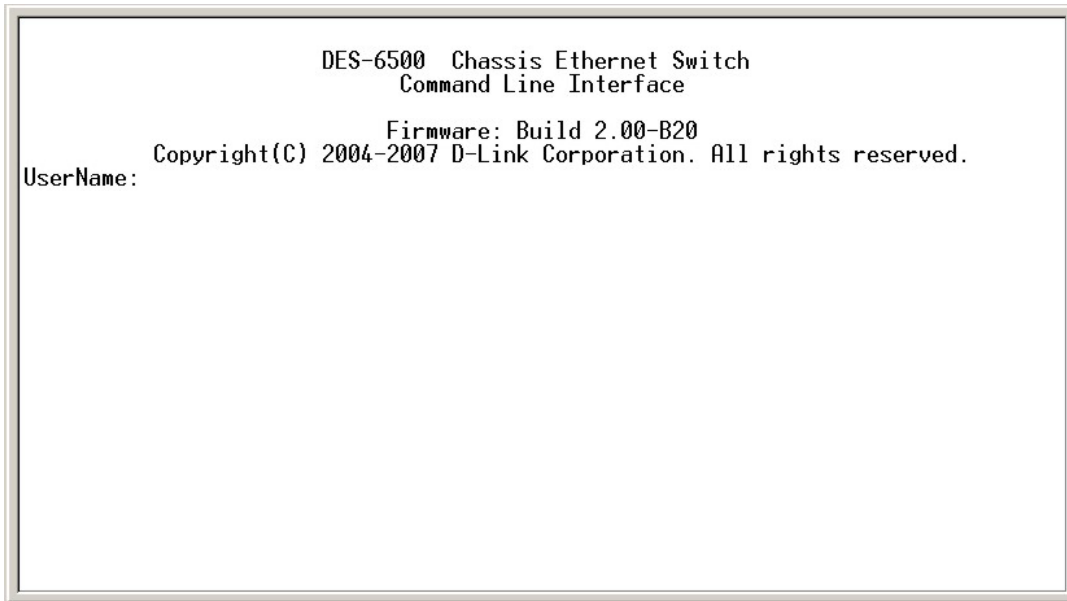 DES-6500 Chassis Ethernet Switch
Command Line Interface
Firmware: Build 2.00-B20
Copyright(C) 2004-2007 D-Link Corporation. All rights reserved.
UserName: